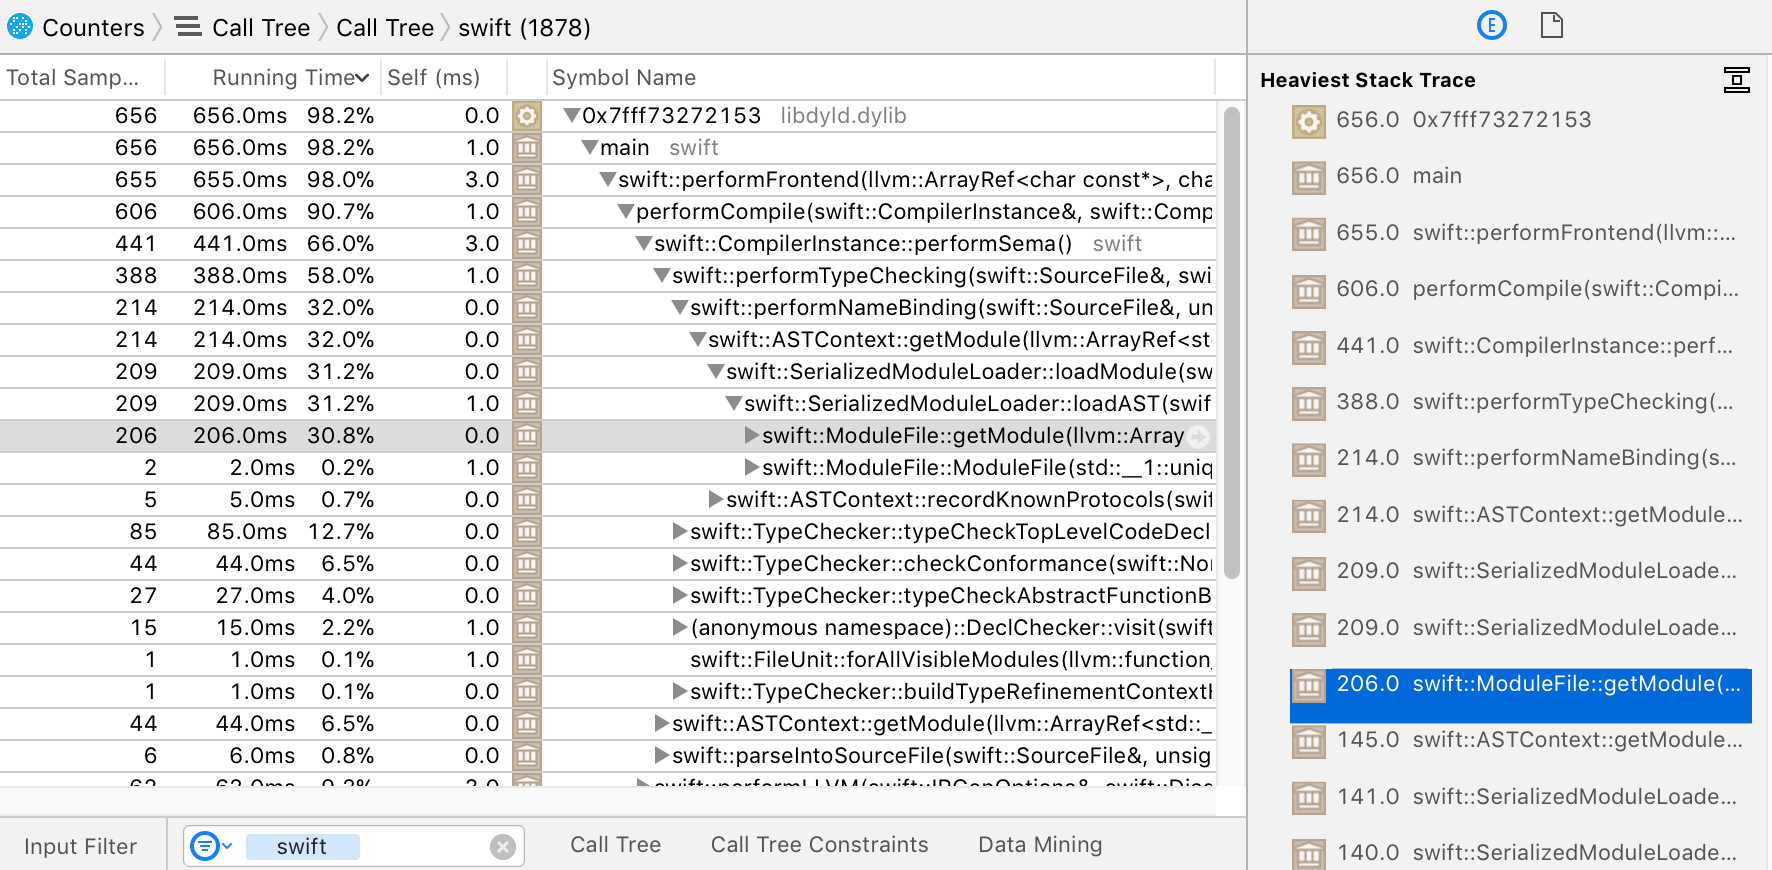 Counters Call Tree Call Tree swift (1878)
Total Samp... Running Time Self (ms) Symbol Name
656 656.0ms 98.2% 0.0 0x7fff73272153 libdyld.dylib
656 656.0ms 98.2% 1.0 main swift
655 655.0ms 98.0% 3.0 swift::performFrontend(llvm::ArrayRef<char const*>, cha
606 606.0ms 90.7% 1.0 performCompile(swift::CompilerInstance&, swift::Comp
441 441.0ms 66.0% 3.0 swift::CompilerInstance::performSema() swift
388 388.0ms 58.0% 1.0 swift::performTypeChecking(swift::SourceFile&, swi
214 214.0ms 32.0% 0.0 swift::performNameBinding(swift::SourceFile&, un
214 214.0ms 32.0% 0.0 swift::ASTContext::getModule(llvm::ArrayRef<st
209 209.0ms 31.2% 0.0 swift::SerializedModuleLoader::loadModule(sw
209 209.0ms 31.2% 1.0 swift::SerializedModuleLoader::loadAST(swif
206 206.0ms 30.8% 0.0 swift::ModuleFile::getModule(llvm::Array
2 2.0ms 0.2% 1.0 swift::ModuleFile::ModuleFile(std::__1::uniq
5 5.0ms 0.7% 0.0 swift::ASTContext::recordKnownProtocols(swif
85 85.0ms 12.7% 0.0 swift::TypeChecker::typeCheckTopLevelCodeDecl
44 44.0ms 6.5% 0.0 swift::TypeChecker::checkConformance(swift::Nor
27 27.0ms 4.0% 0.0 swift::TypeChecker::typeCheckAbstractFunctionB
15 15.0ms 2.2% 1.0 (anonymous namespace)::DeclChecker::visit(swift
1 1.0ms 0.1% 1.0 swift::FileUnit::forAllVisibleModules(llvm::function_
1 1.0ms 0.1% 0.0 swift::TypeChecker::buildTypeRefinementContextH
44 44.0ms 6.5% 0.0 swift::ASTContext::getModule(llvm::ArrayRef<std::_
6 6.0ms 0.8% 0.0 swift::parseIntoSourceFile(swift::SourceFile&, unsig
62 62.0ms 9.2% 2.0 swift::performLLVM(swift::IRGenOptions&, swift::Diag
Input Filter swift Call Tree Call Tree Constraints Data Mining
E
Heaviest Stack Trace
656.0 0x7fff73272153
656.0 main
655.0 swift::performFrontend(llvm::...
606.0 performCompile(swift::Compi...
441.0 swift::CompilerInstance::perf...
388.0 swift::performTypeChecking(...
214.0 swift::performNameBinding(s...
214.0 swift::ASTContext::getModule...
209.0 swift::SerializedModuleLoade...
209.0 swift::SerializedModuleLoade...
206.0 swift::ModuleFile::getModule(...
145.0 swift::ASTContext::getModule...
141.0 swift::SerializedModuleLoade...
140.0 swift::SerializedModuleLoade...